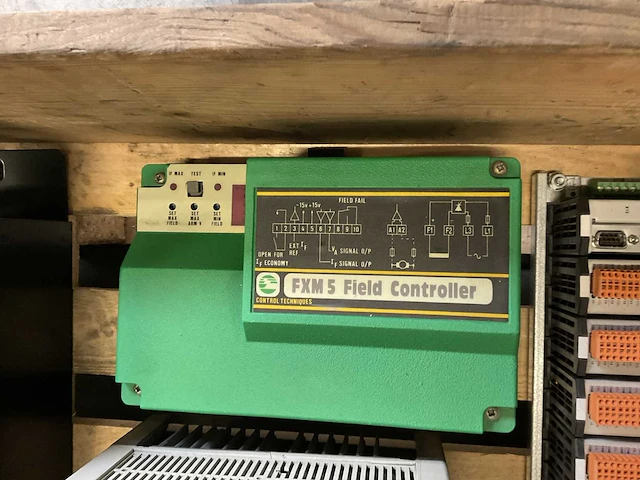 IF MAX TEST IF MIN
SET MAX FIELD
SET MAX ARM V
SET MIN FIELD
FIELD FAIL
-15v +15v
1 2 3 4 5 6 7 8 9 10
A1 A2
F1 F2 L3 L1
OPEN FOR IF ECONOMY
EXT IF REF
VA SIGNAL O/P
IF SIGNAL O/P
FXM5 Field Controller
CONTROL TECHNIQUES